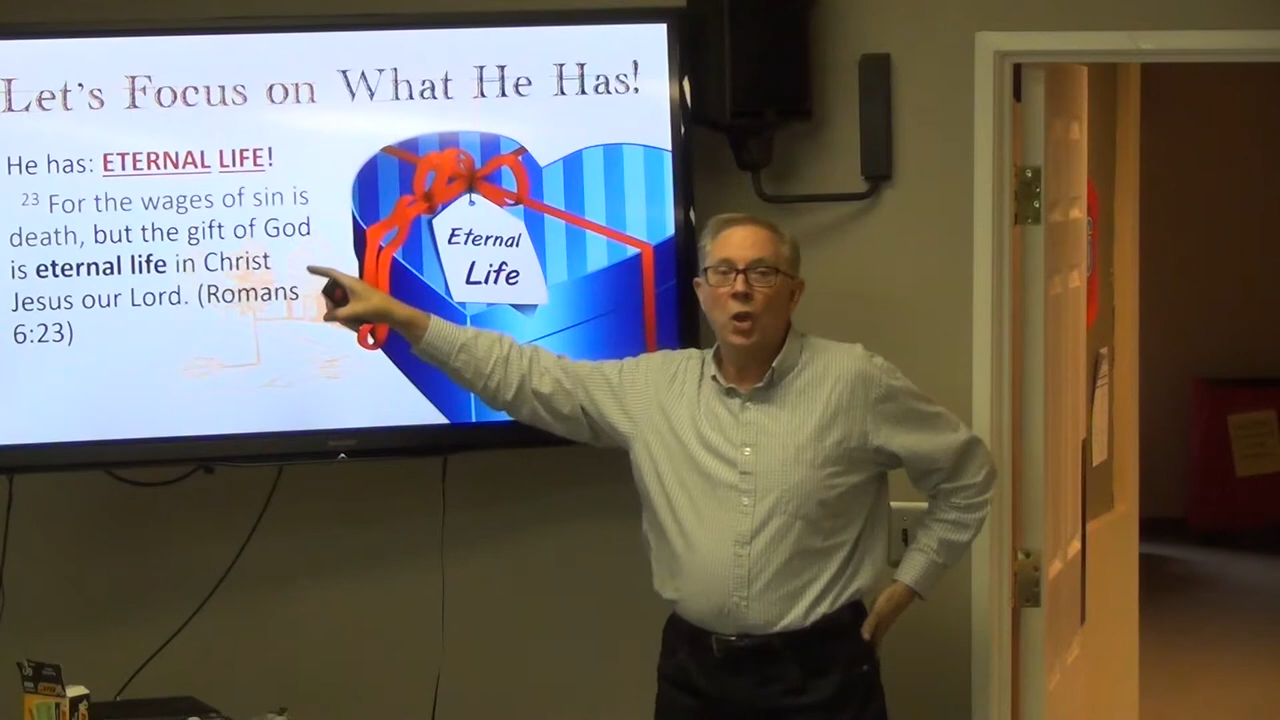 Let's Focus on What He Has!
He has: ETERNAL LIFE!
23 For the wages of sin is
death, but the gift of God
is eternal life in Christ
Jesus our Lord. (Romans
6:23)
Eternal
Life